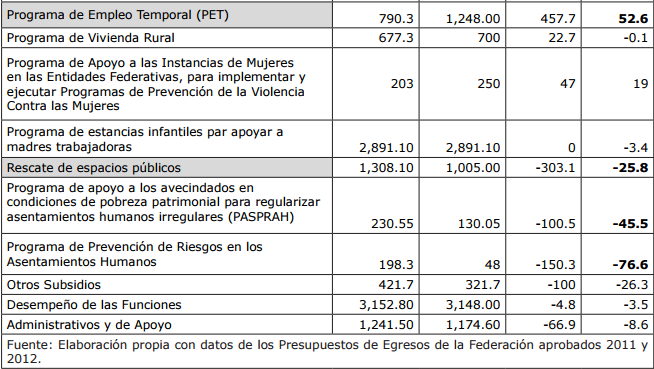 Programa de Empleo Temporal (PET) 790.3 1,248.00 457.7 52.6
Programa de Vivienda Rural 677.3 700 22.7 -0.1
Programa de Apoyo a las Instancias de Mujeres
en las Entidades Federativas, para implementar y
ejecutar Programas de Prevención de la Violencia
Contra las Mujeres 203 250 47 19
Programa de estancias infantiles par apoyar a
madres trabajadoras 2,891.10 2,891.10 0 -3.4
Rescate de espacios públicos 1,308.10 1,005.00 -303.1 -25.8
Programa de apoyo a los avecindados en
condiciones de pobreza patrimonial para regularizar
asentamientos humanos irregulares (PASPRAH) 230.55 130.05 -100.5 -45.5
Programa de Prevención de Riesgos en los
Asentamientos Humanos 198.3 48 -150.3 -76.6
Otros Subsidios 421.7 321.7 -100 -26.3
Desempeño de las Funciones 3,152.80 3,148.00 -4.8 -3.5
Administrativos y de Apoyo 1,241.50 1,174.60 -66.9 -8.6
Fuente: Elaboración propia con datos de los Presupuestos de Egresos de la Federación aprobados 2011 y
2012.